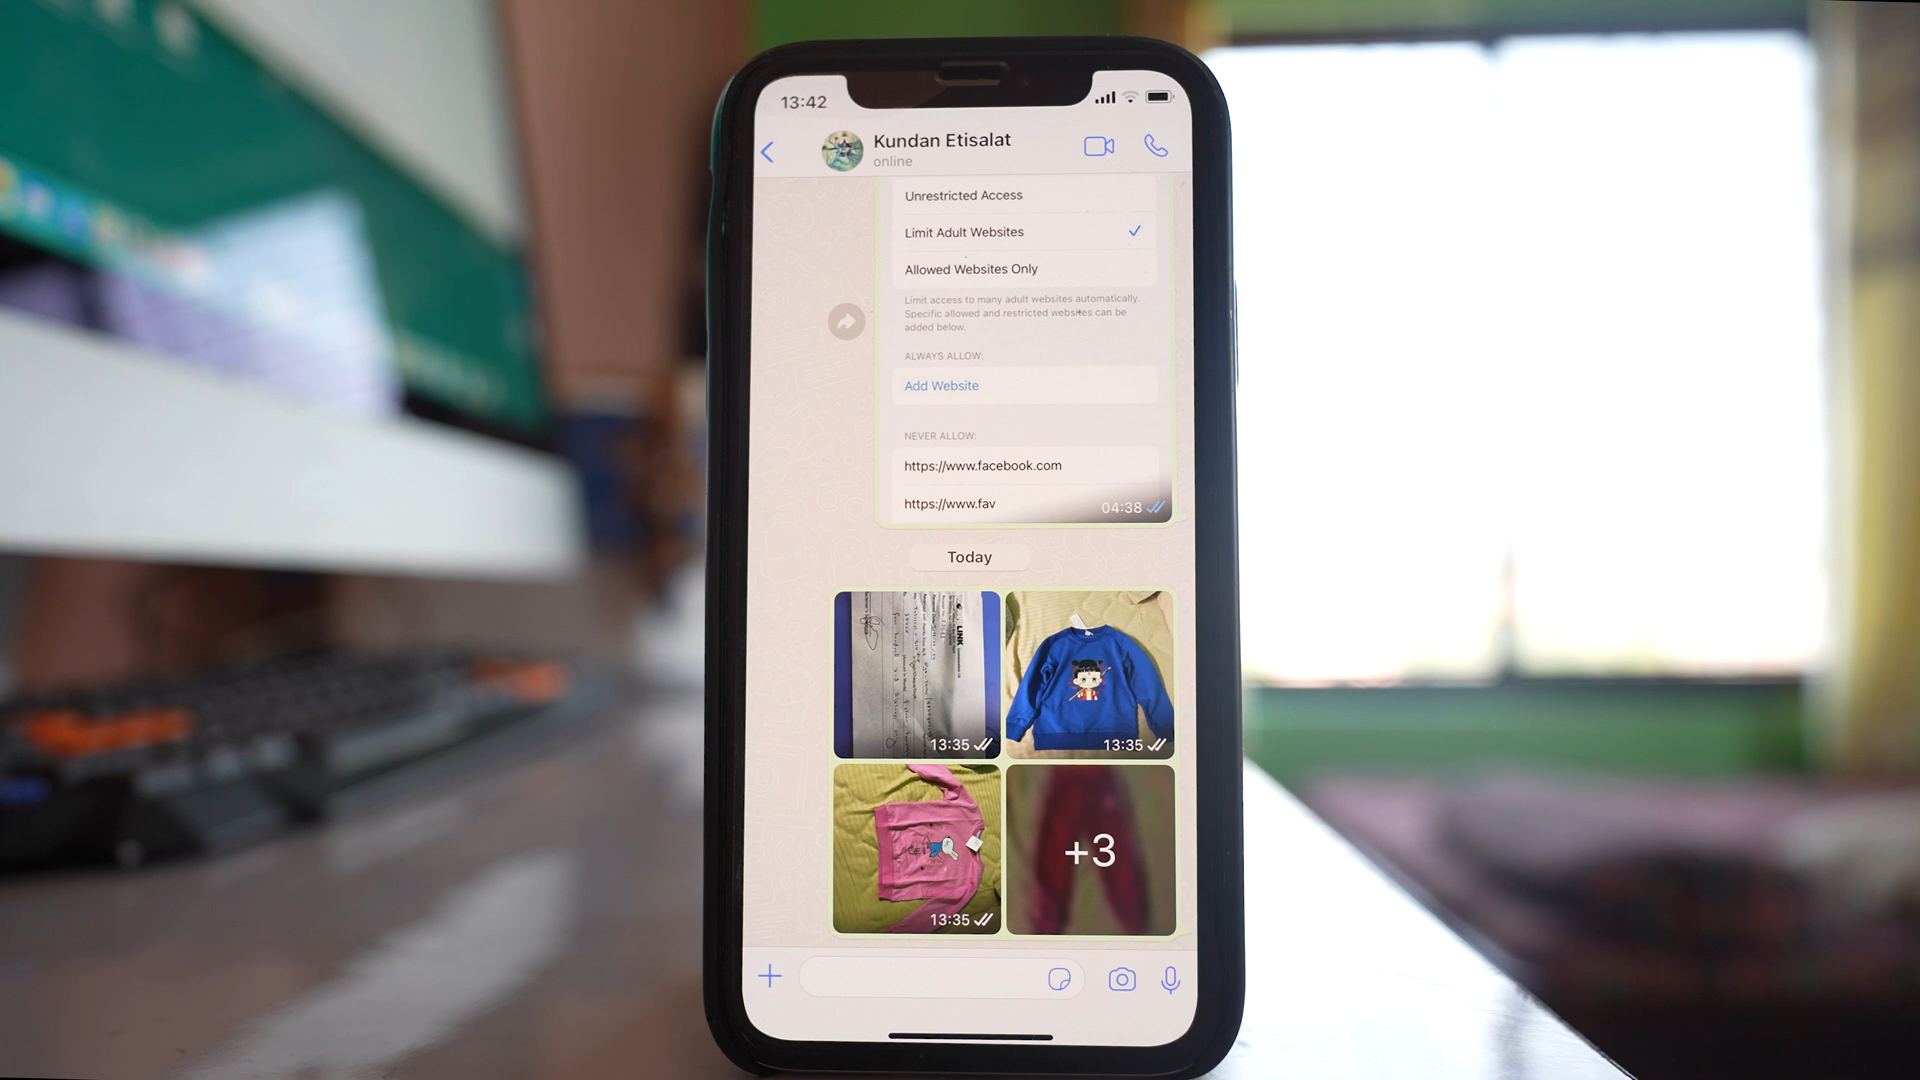 13:42
Kundan Etisalat
online
Unrestricted Access
Limit Adult Websites
Allowed Websites Only
Limit access to many adult websites automatically.
Specific allowed and restricted websites can be
added below.
ALWAYS ALLOW:
Add Website
NEVER ALLOW:
https://www.facebook.com
https://www.fav
04:38
Today
LINK
13:35
13:35
13:35
+3